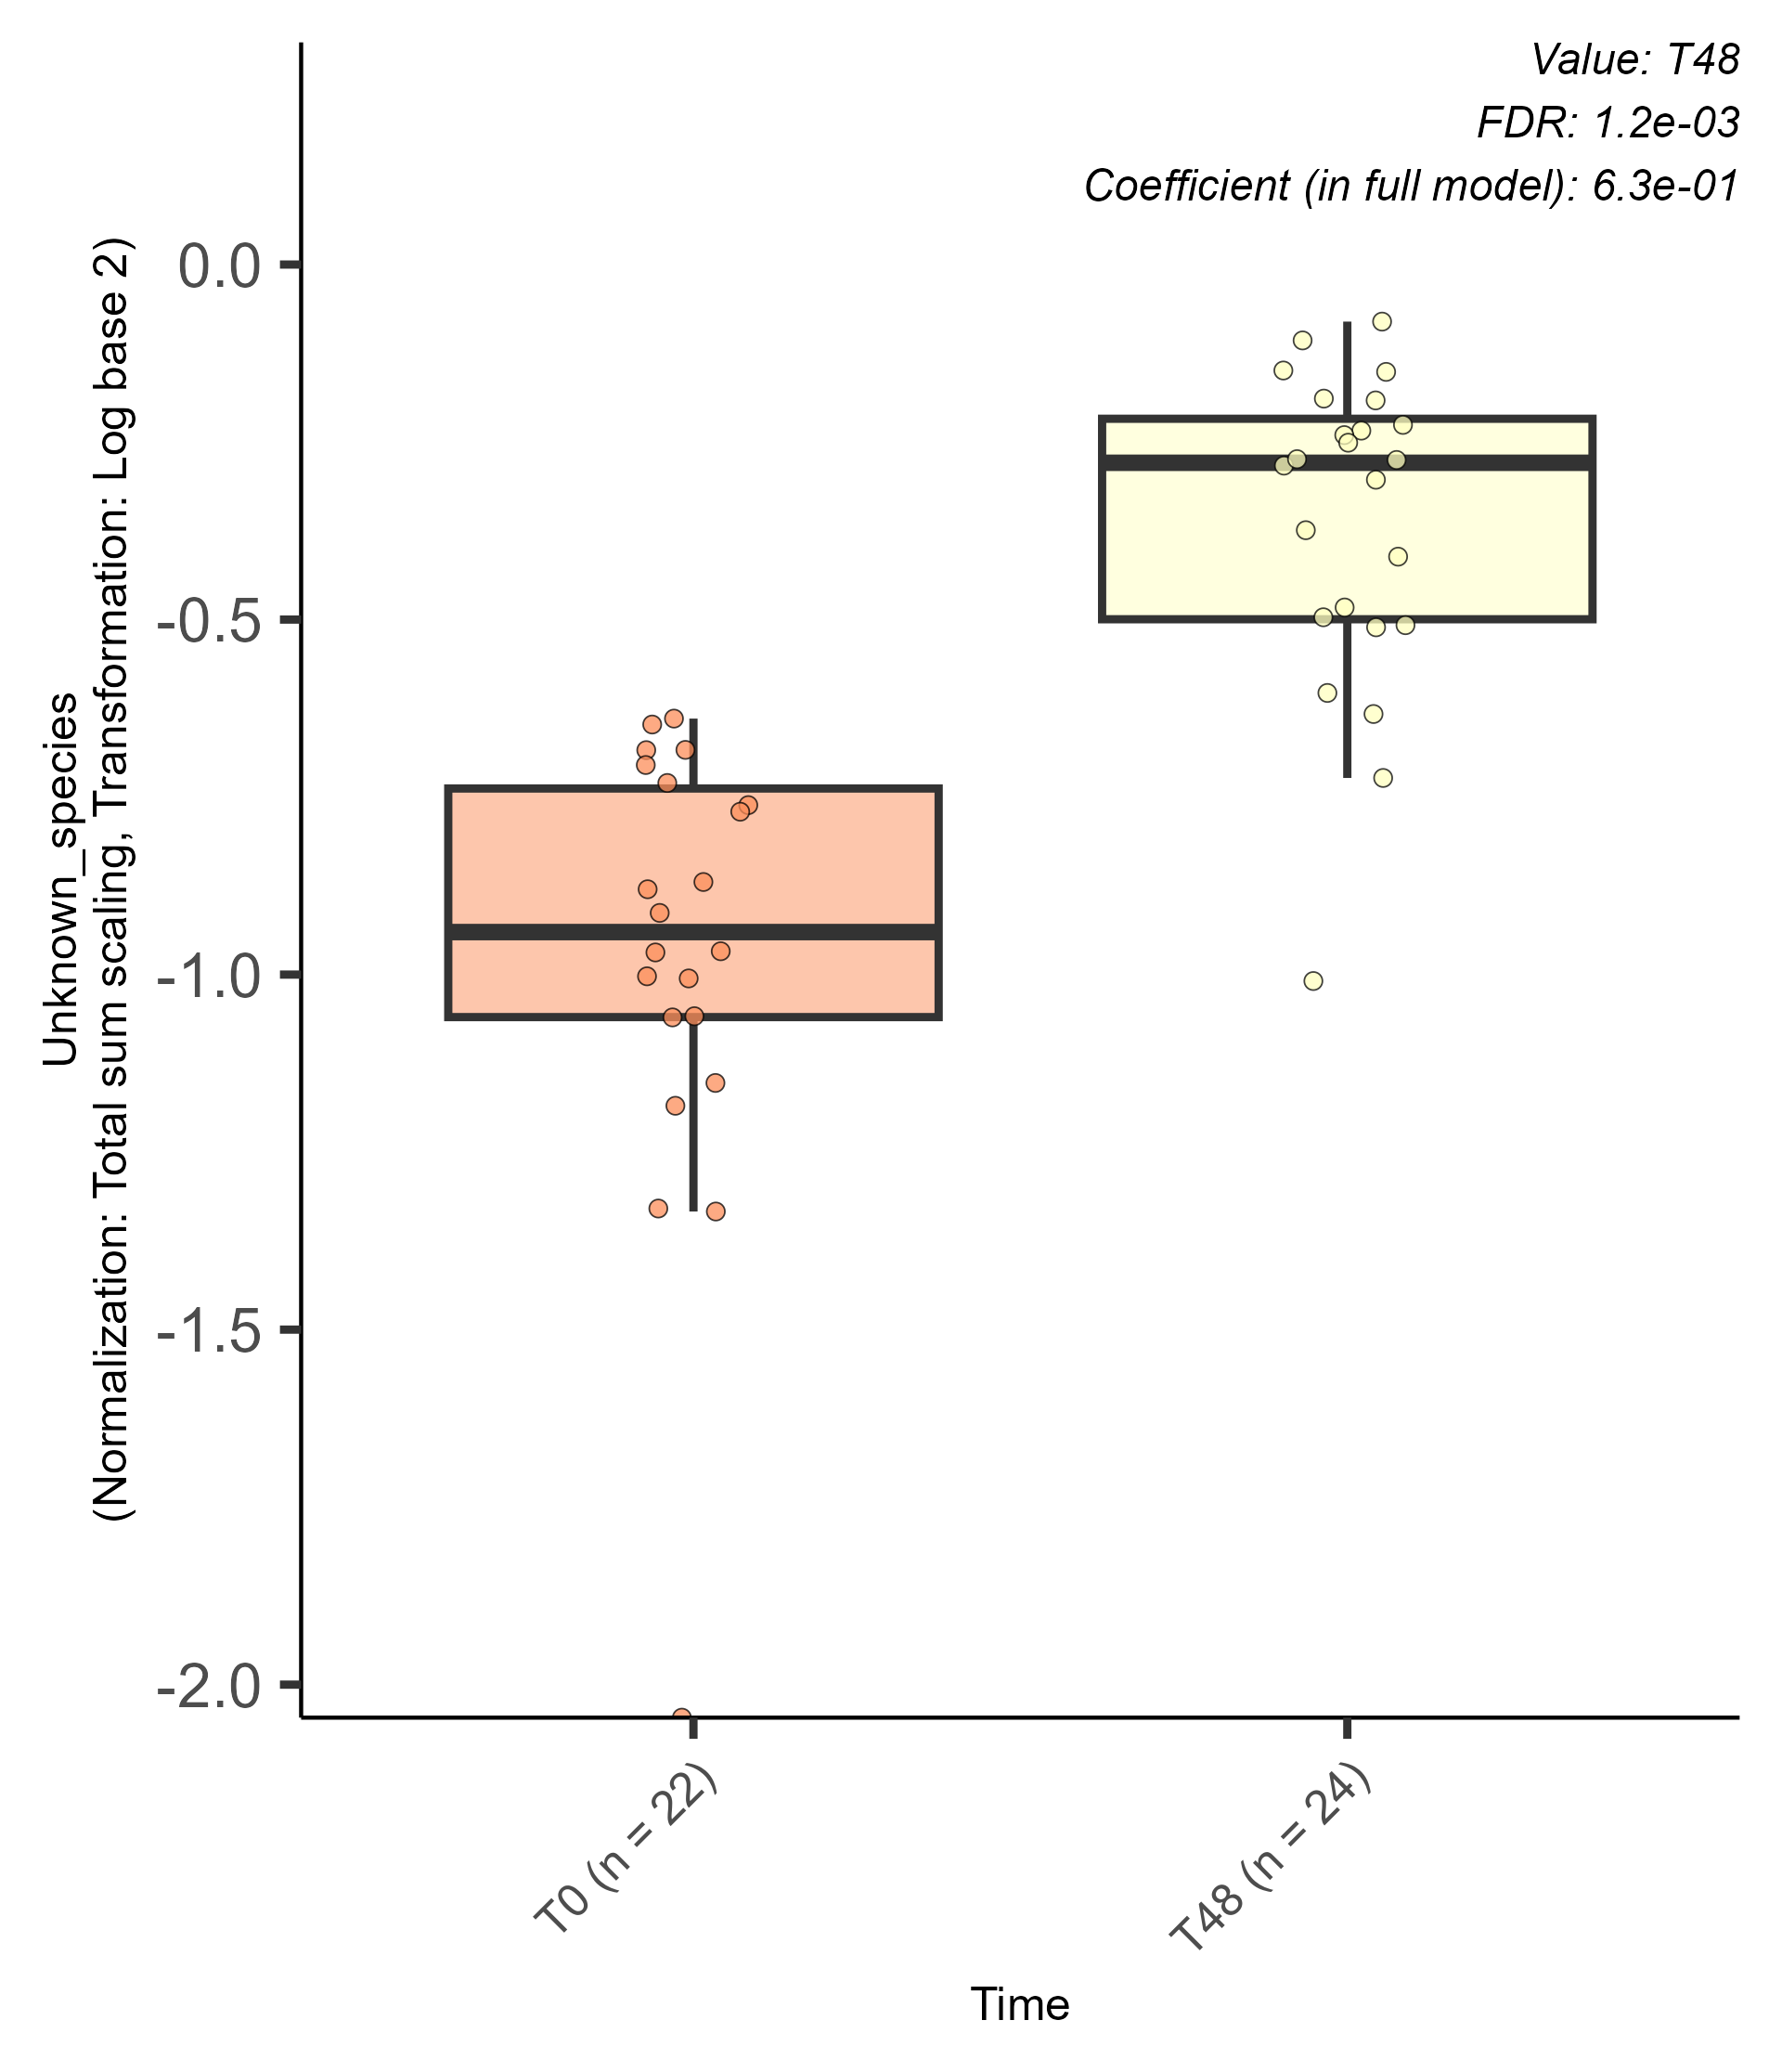 Value: T48
FDR: 1.2e-03
Coefficient (in full model): 6.3e-01
Unknown_species
(Normalization: Total sum scaling, Transformation: Log base 2)
0.0
-0.5
-1.0
-1.5
-2.0
T0 (n = 22)
T48 (n = 24)
Time